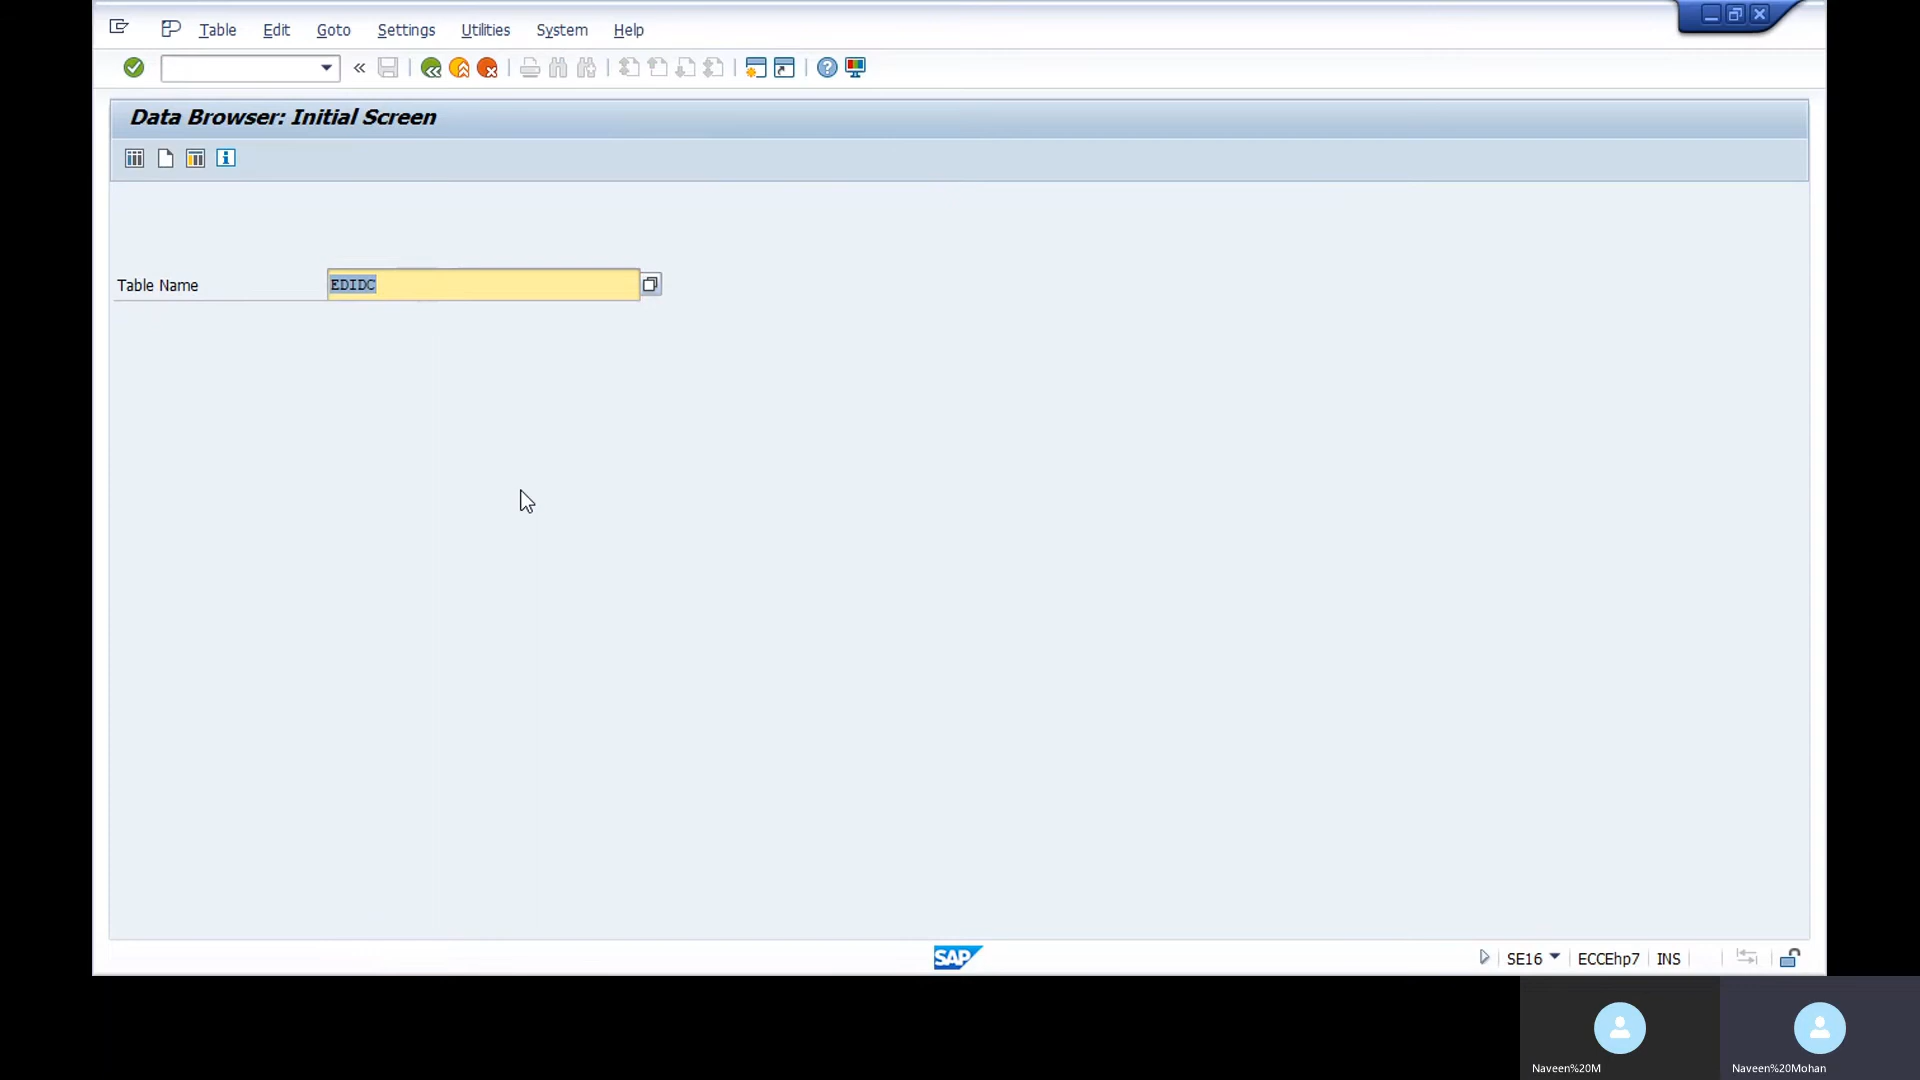 Table Edit Goto Settings Utilities System Help
Data Browser: Initial Screen
Table Name EDIDC
SAP SE16 ECCEhp7 INS
Naveen%20M Naveen%20Mohan